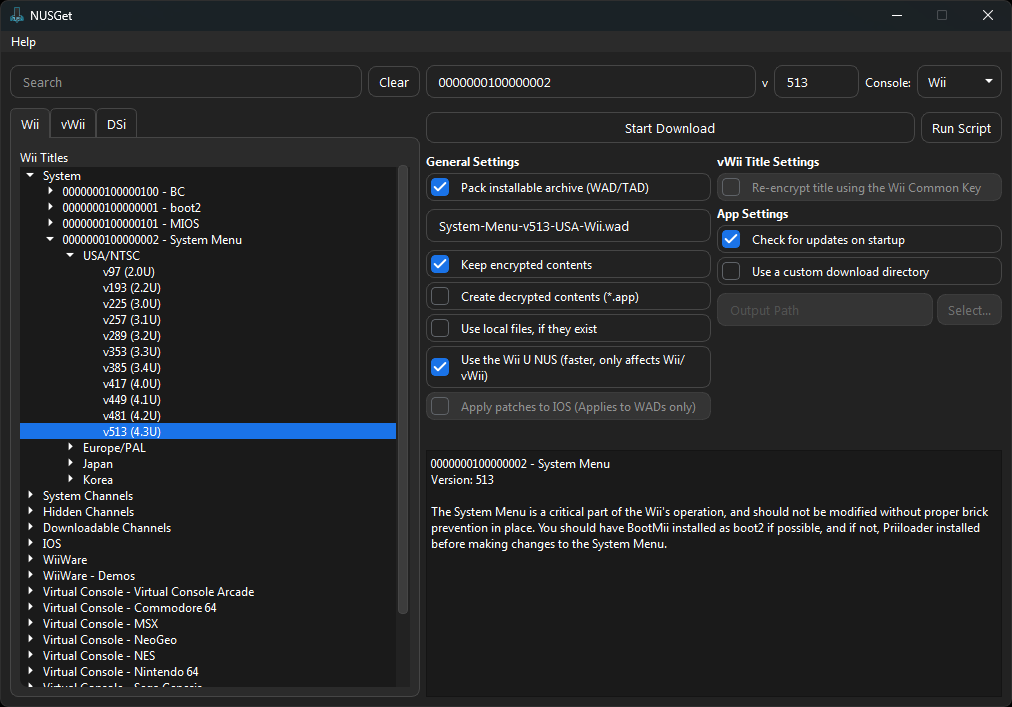 NUSGet
Help
Search
Clear
0000000100000002
v
513
Console:
Wii
Wii
vWii
DSi
Start Download
Run Script
Wii Titles
System
0000000100000100 - BC
0000000100000001 - boot2
0000000100000101 - MIOS
0000000100000002 - System Menu
USA/NTSC
v97 (2.0U)
v193 (2.2U)
v225 (3.0U)
v257 (3.1U)
v289 (3.2U)
v353 (3.3U)
v385 (3.4U)
v417 (4.0U)
v449 (4.1U)
v481 (4.2U)
v513 (4.3U)
Europe/PAL
Japan
Korea
System Channels
Hidden Channels
Downloadable Channels
IOS
WiiWare
WiiWare - Demos
Virtual Console - Virtual Console Arcade
Virtual Console - Commodore 64
Virtual Console - MSX
Virtual Console - NeoGeo
Virtual Console - NES
Virtual Console - Nintendo 64
Virtual Console - Sega Genesis
General Settings
Pack installable archive (WAD/TAD)
System-Menu-v513-USA-Wii.wad
Keep encrypted contents
Create decrypted contents (*.app)
Use local files, if they exist
Use the Wii U NUS (faster, only affects Wii/
vWii)
Apply patches to IOS (Applies to WADs only)
vWii Title Settings
Re-encrypt title using the Wii Common Key
App Settings
Check for updates on startup
Use a custom download directory
Output Path
Select...
0000000100000002 - System Menu
Version: 513
The System Menu is a critical part of the Wii's operation, and should not be modified without proper brick
prevention in place. You should have BootMii installed as boot2 if possible, and if not, Priiloader installed
before making changes to the System Menu.